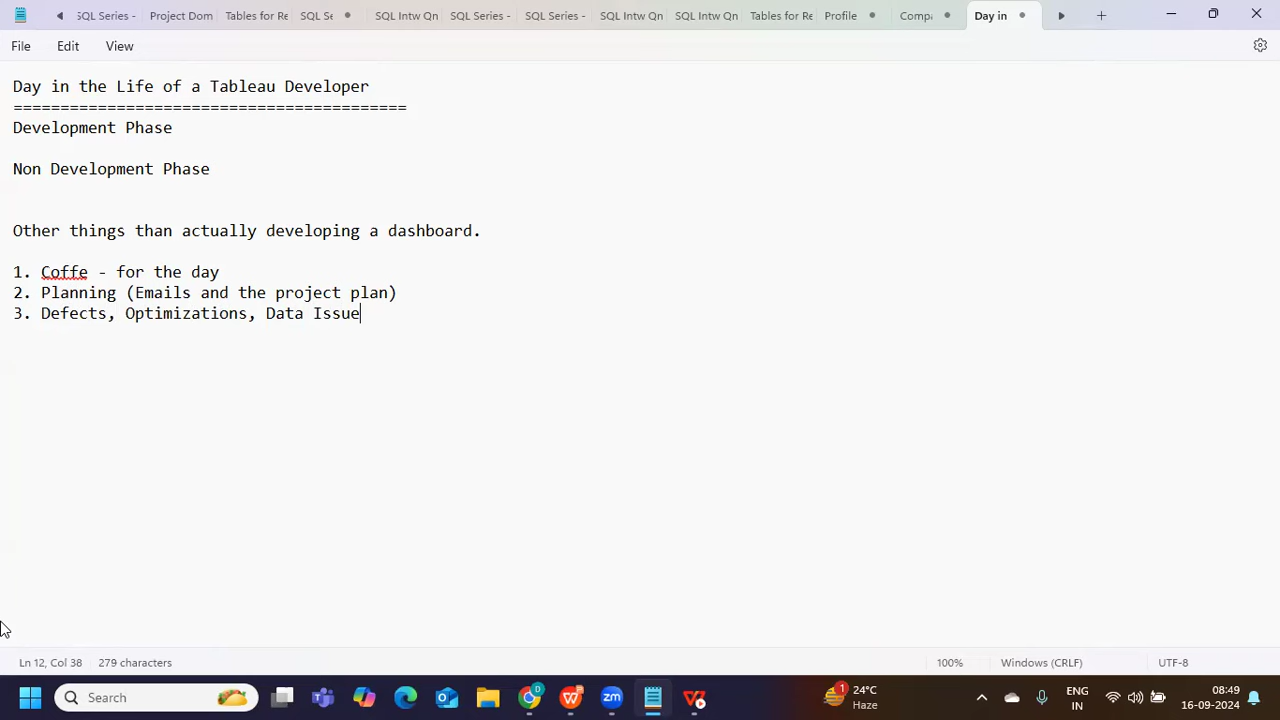 SQL Series -
Project Dom
Tables for Re
SQL Se
SQL Intw Qn
SQL Series -
SQL Series -
SQL Intw Qn
SQL Intw Qn
Tables for Re
Profile
Compa
Day in
File
Edit
View
Day in the Life of a Tableau Developer
==========================================
Development Phase
Non Development Phase
Other things than actually developing a dashboard.
1. Coffe - for the day
2. Planning (Emails and the project plan)
3. Defects, Optimizations, Data Issue
Ln 12, Col 38
279 characters
100%
Windows (CRLF)
UTF-8
Search
D
1
24°C
Haze
ENG
IN
08:49
16-09-2024